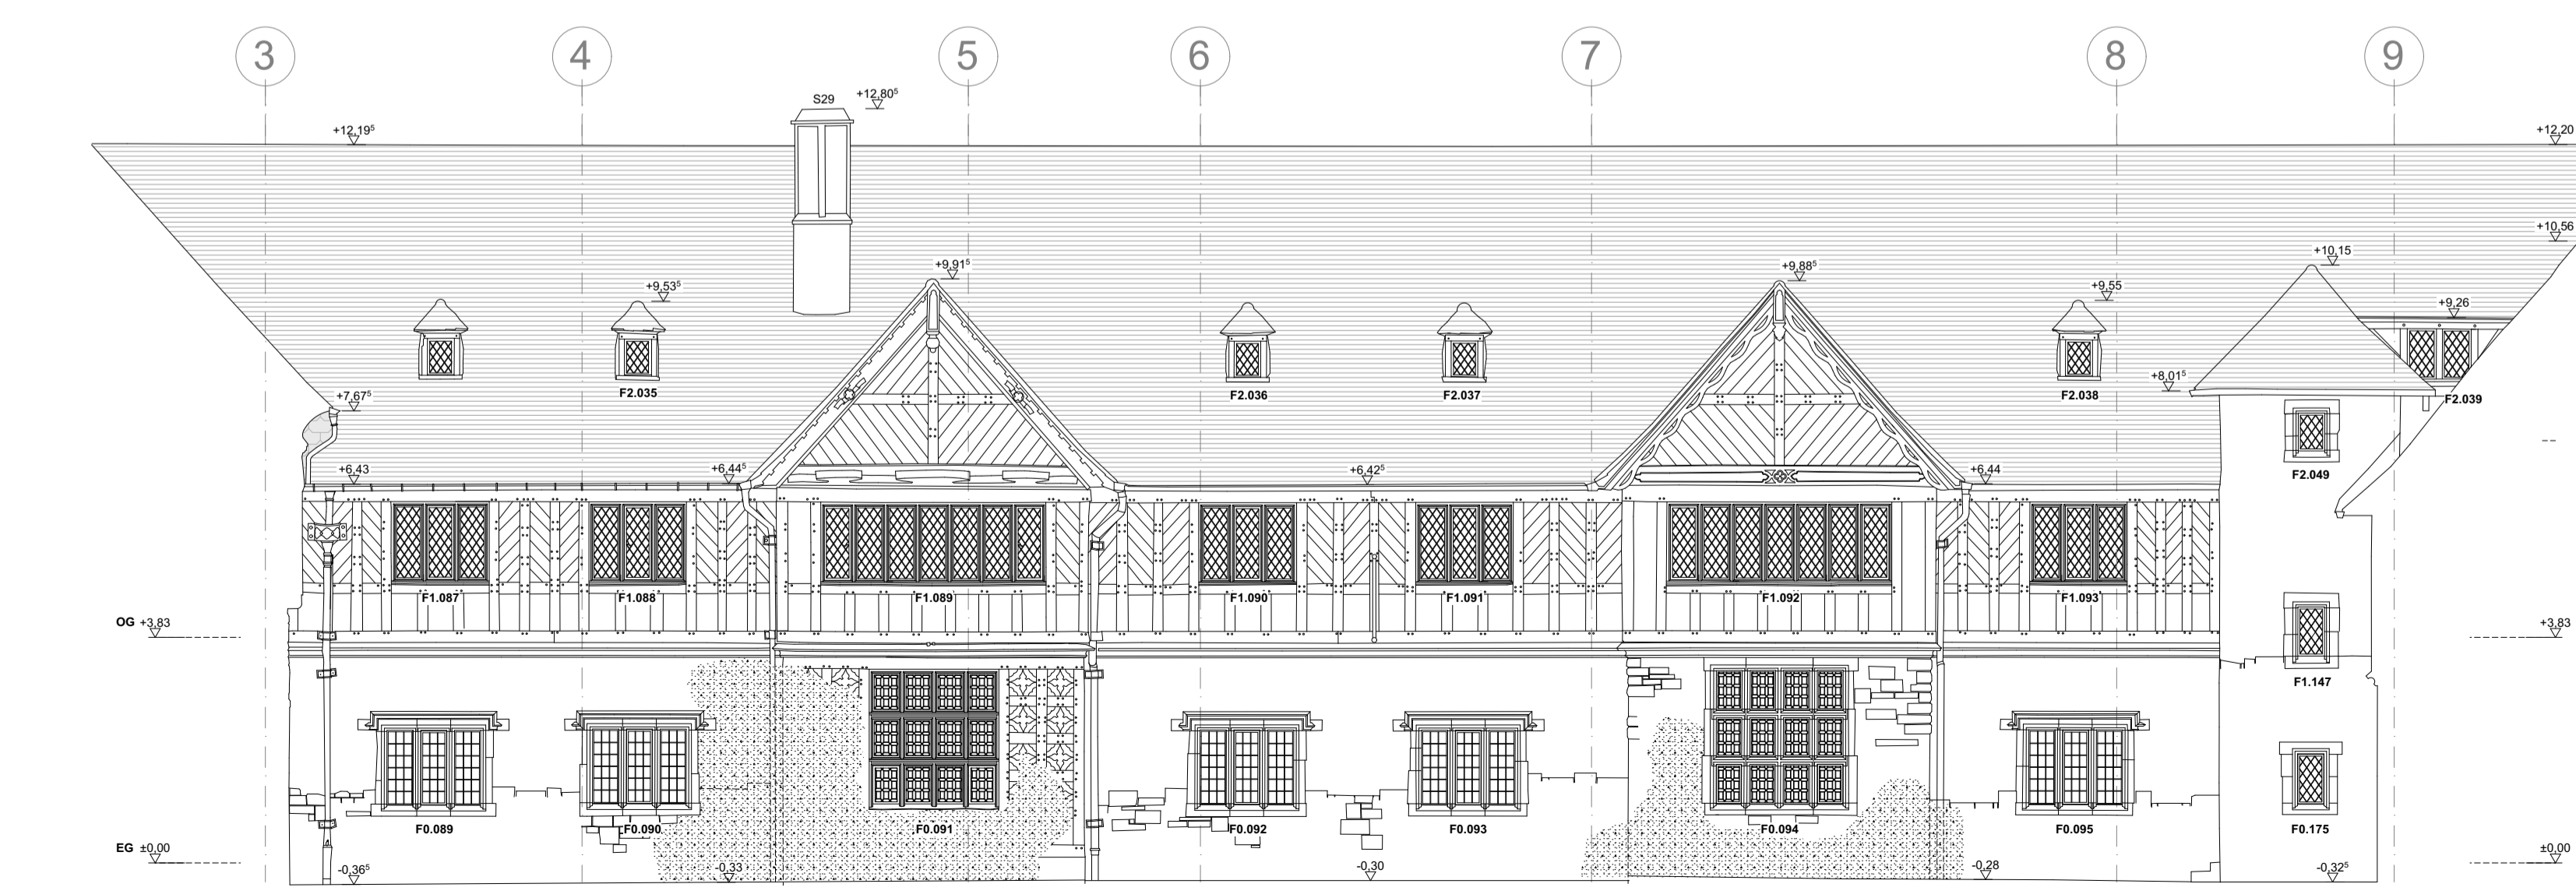 3 4 5 6 7 8 9
S29 +12,80⁵
+12,19⁵ +12,20
+10,56
+10,15
+9,91⁵ +9,88⁵
+9,53⁵ +9,55
+9,26
F2.035 F2.036 F2.037 F2.038 F2.039
+8,01⁵
+7,67⁵
+6,43 +6,44⁵ +6,42⁵ +6,44
F2.049
F1.087 F1.088 F1.089 F1.090 F1.091 F1.092 F1.093
OG +3,83 +3,83
F1.147
F0.089 F0.090 F0.091 F0.092 F0.093 F0.094 F0.095 F0.175
EG ±0,00 ±0,00
-0,36⁵ -0,33 -0,30 -0,28 -0,32⁵